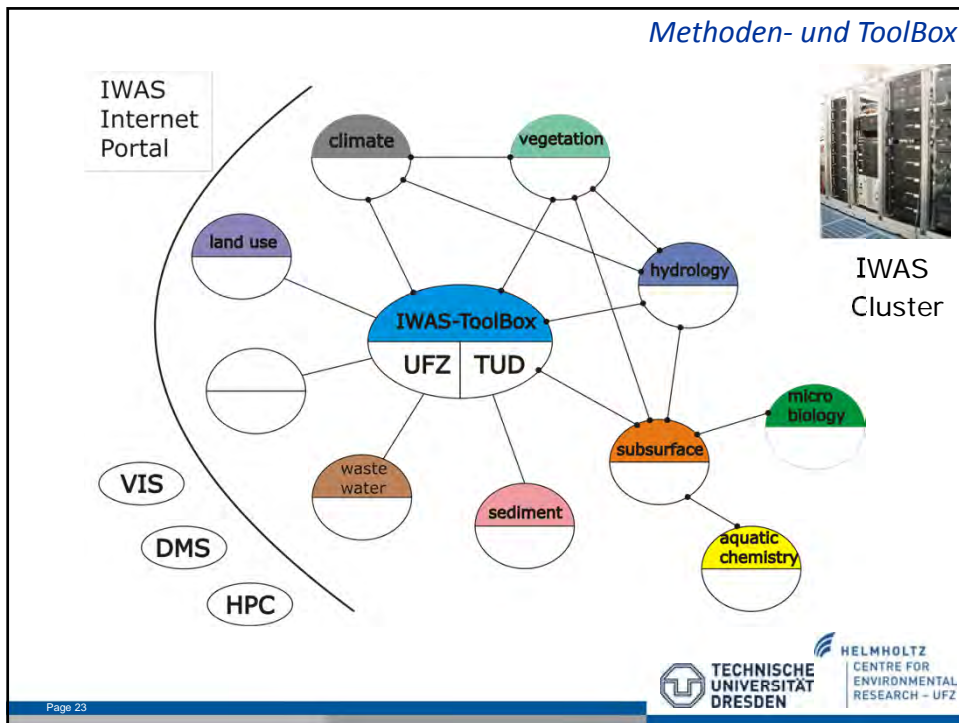 Methoden- und ToolBox
IWAS
Internet
Portal
climate
vegetation
land use
hydrology
IWAS
Cluster
IWAS-ToolBox
UFZ
TUD
micro
biology
subsurface
waste
water
sediment
aquatic
chemistry
VIS
DMS
HPC
TECHNISCHE
UNIVERSITÄT
DRESDEN
HELMHOLTZ
CENTRE FOR
ENVIRONMENTAL
RESEARCH – UFZ
Page 23